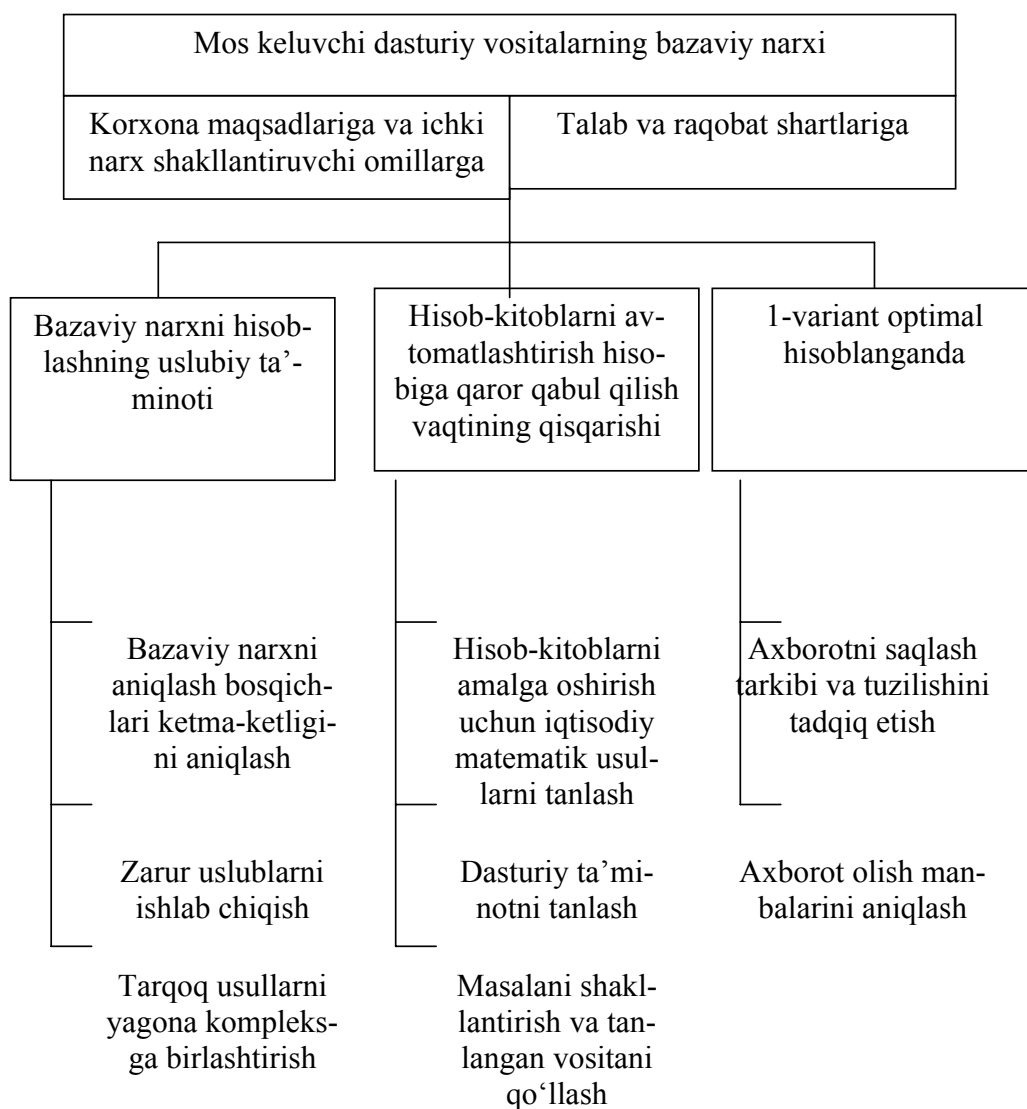 Mos keluvchi dasturiy vositalarning bazaviy narxi
Korxona maqsadlariga va ichki
narx shakllantiruvchi omillarga
Talab va raqobat shartlariga
Bazaviy narxni hisob-
lashning uslubiy ta’-
minoti
Hisob-kitoblarni av-
tomatlashtirish hiso-
biga qaror qabul qilish
vaqtining qisqarishi
1-variant optimal
hisoblanganda
Bazaviy narxni
aniqlash bosqich-
lari ketma-ketligi-
ni aniqlash
Zarur uslublarni
ishlab chiqish
Tarqoq usullarni
yagona kompleks-
ga birlashtirish
Hisob-kitoblarni
amalga oshirish
uchun iqtisodiy
matematik usul-
larni tanlash
Dasturiy ta’mi-
notni tanlash
Masalani shakl-
lantirish va tan-
langan vositani
qo‘llash
Axborotni saqlash
tarkibi va tuzilishini
tadqiq etish
Axborot olish man-
balarini aniqlash